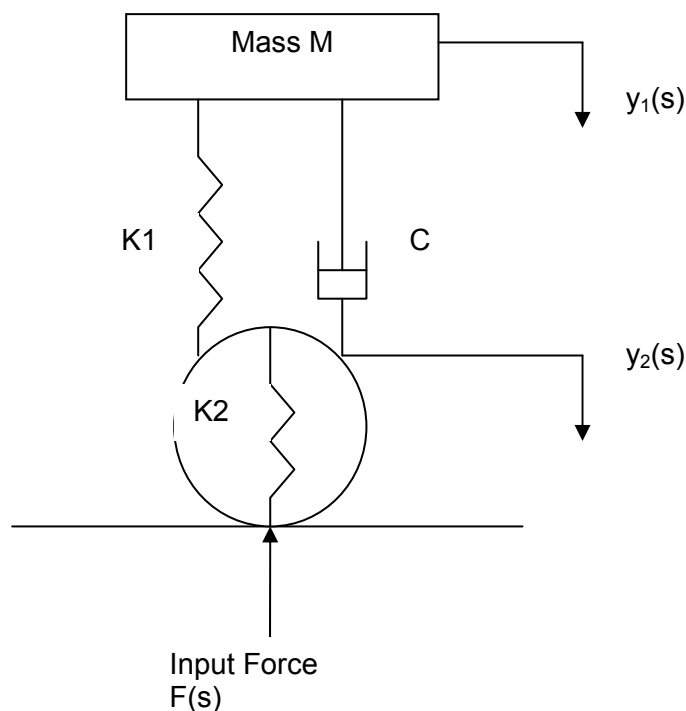 Mass M
y₁(s)
K1
C
y₂(s)
K2
Input Force
F(s)